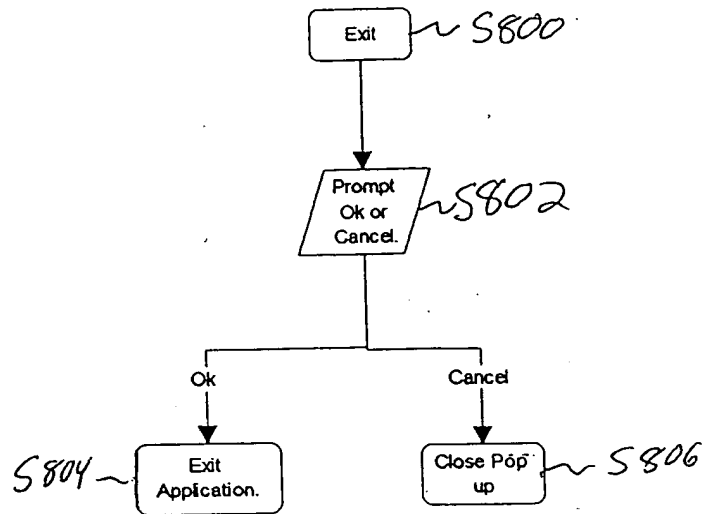 Exit
S800
Prompt
Ok or
Cancel.
S802
Ok
Cancel
S804
Exit
Application.
Close Pop
up
S806